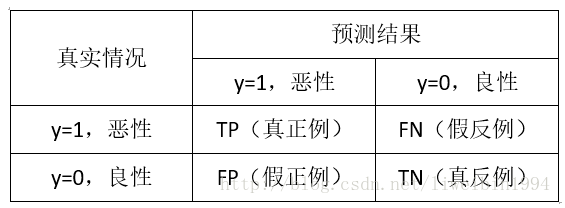 真实情况
预测结果
y=1，恶性
y=0，良性
y=1，恶性
TP（真正例）
FN（假反例）
y=0，良性
FP（假正例）
TN（真反例）